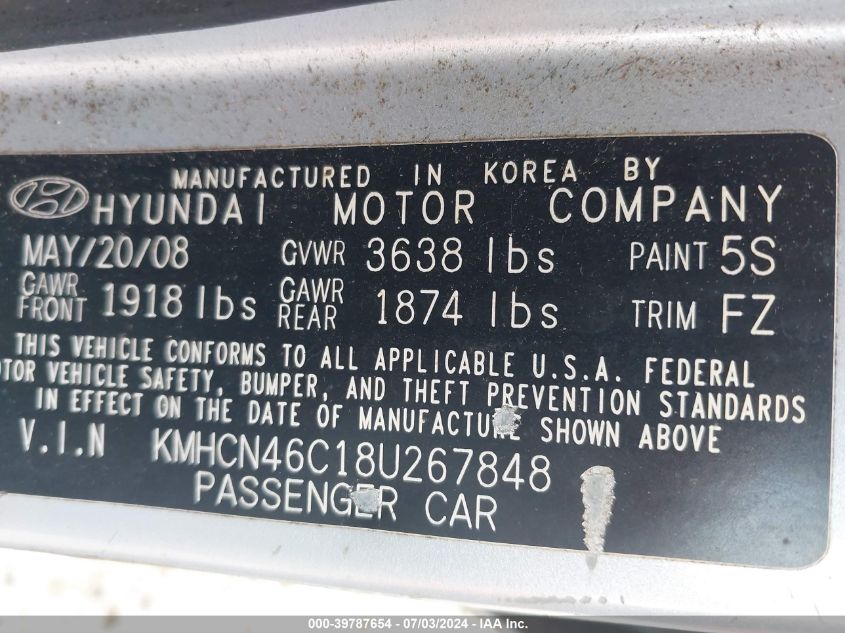 MANUFACTURED IN KOREA BY
HYUNDAI MOTOR COMPANY
MAY/20/08 GVWR 3638 lbs PAINT 5S
GAWR FRONT 1918 lbs GAWR REAR 1874 lbs TRIM FZ
THIS VEHICLE CONFORMS TO ALL APPLICABLE U.S.A. FEDERAL
OTOR VEHICLE SAFETY, BUMPER, AND THEFT PREVENTION STANDARDS
IN EFFECT ON THE DATE OF MANUFACTURE SHOWN ABOVE
V.I.N KMHCN46C18U267848
PASSENGER CAR
000-39787654 / 07/03/2024 - IAA Inc.